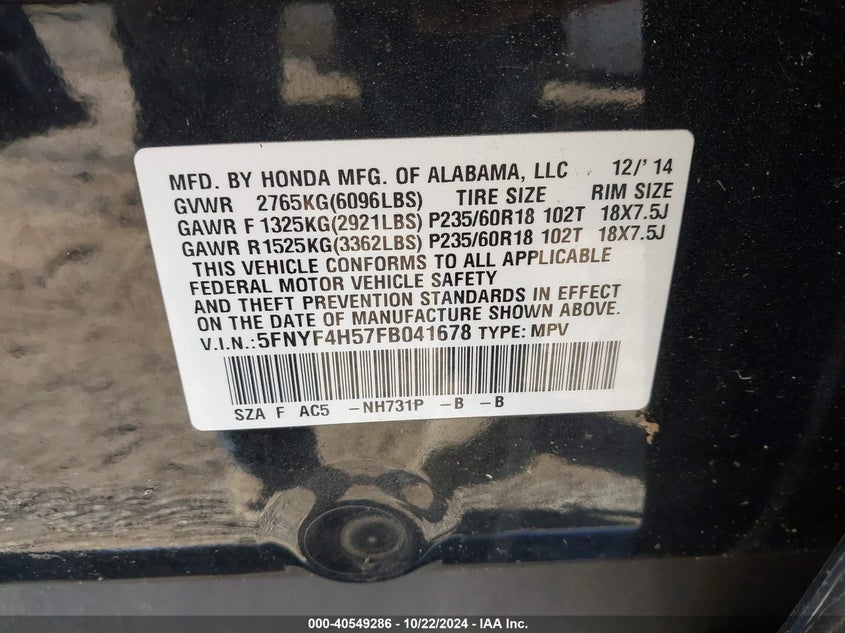 MFD. BY HONDA MFG. OF ALABAMA, LLC 12/'14
GVWR 2765KG(6096LBS) TIRE SIZE RIM SIZE
GAWR F 1325KG(2921LBS) P235/60R18 102T 18X7.5J
GAWR R1525KG(3362LBS) P235/60R18 102T 18X7.5J
THIS VEHICLE CONFORMS TO ALL APPLICABLE
FEDERAL MOTOR VEHICLE SAFETY
AND THEFT PREVENTION STANDARDS IN EFFECT
ON THE DATE OF MANUFACTURE SHOWN ABOVE.
V.I.N.:5FNYF4H57FB041678 TYPE: MPV
SZA F AC5 -NH731P -B -B
000-40549286 - 10/22/2024 - IAA Inc.